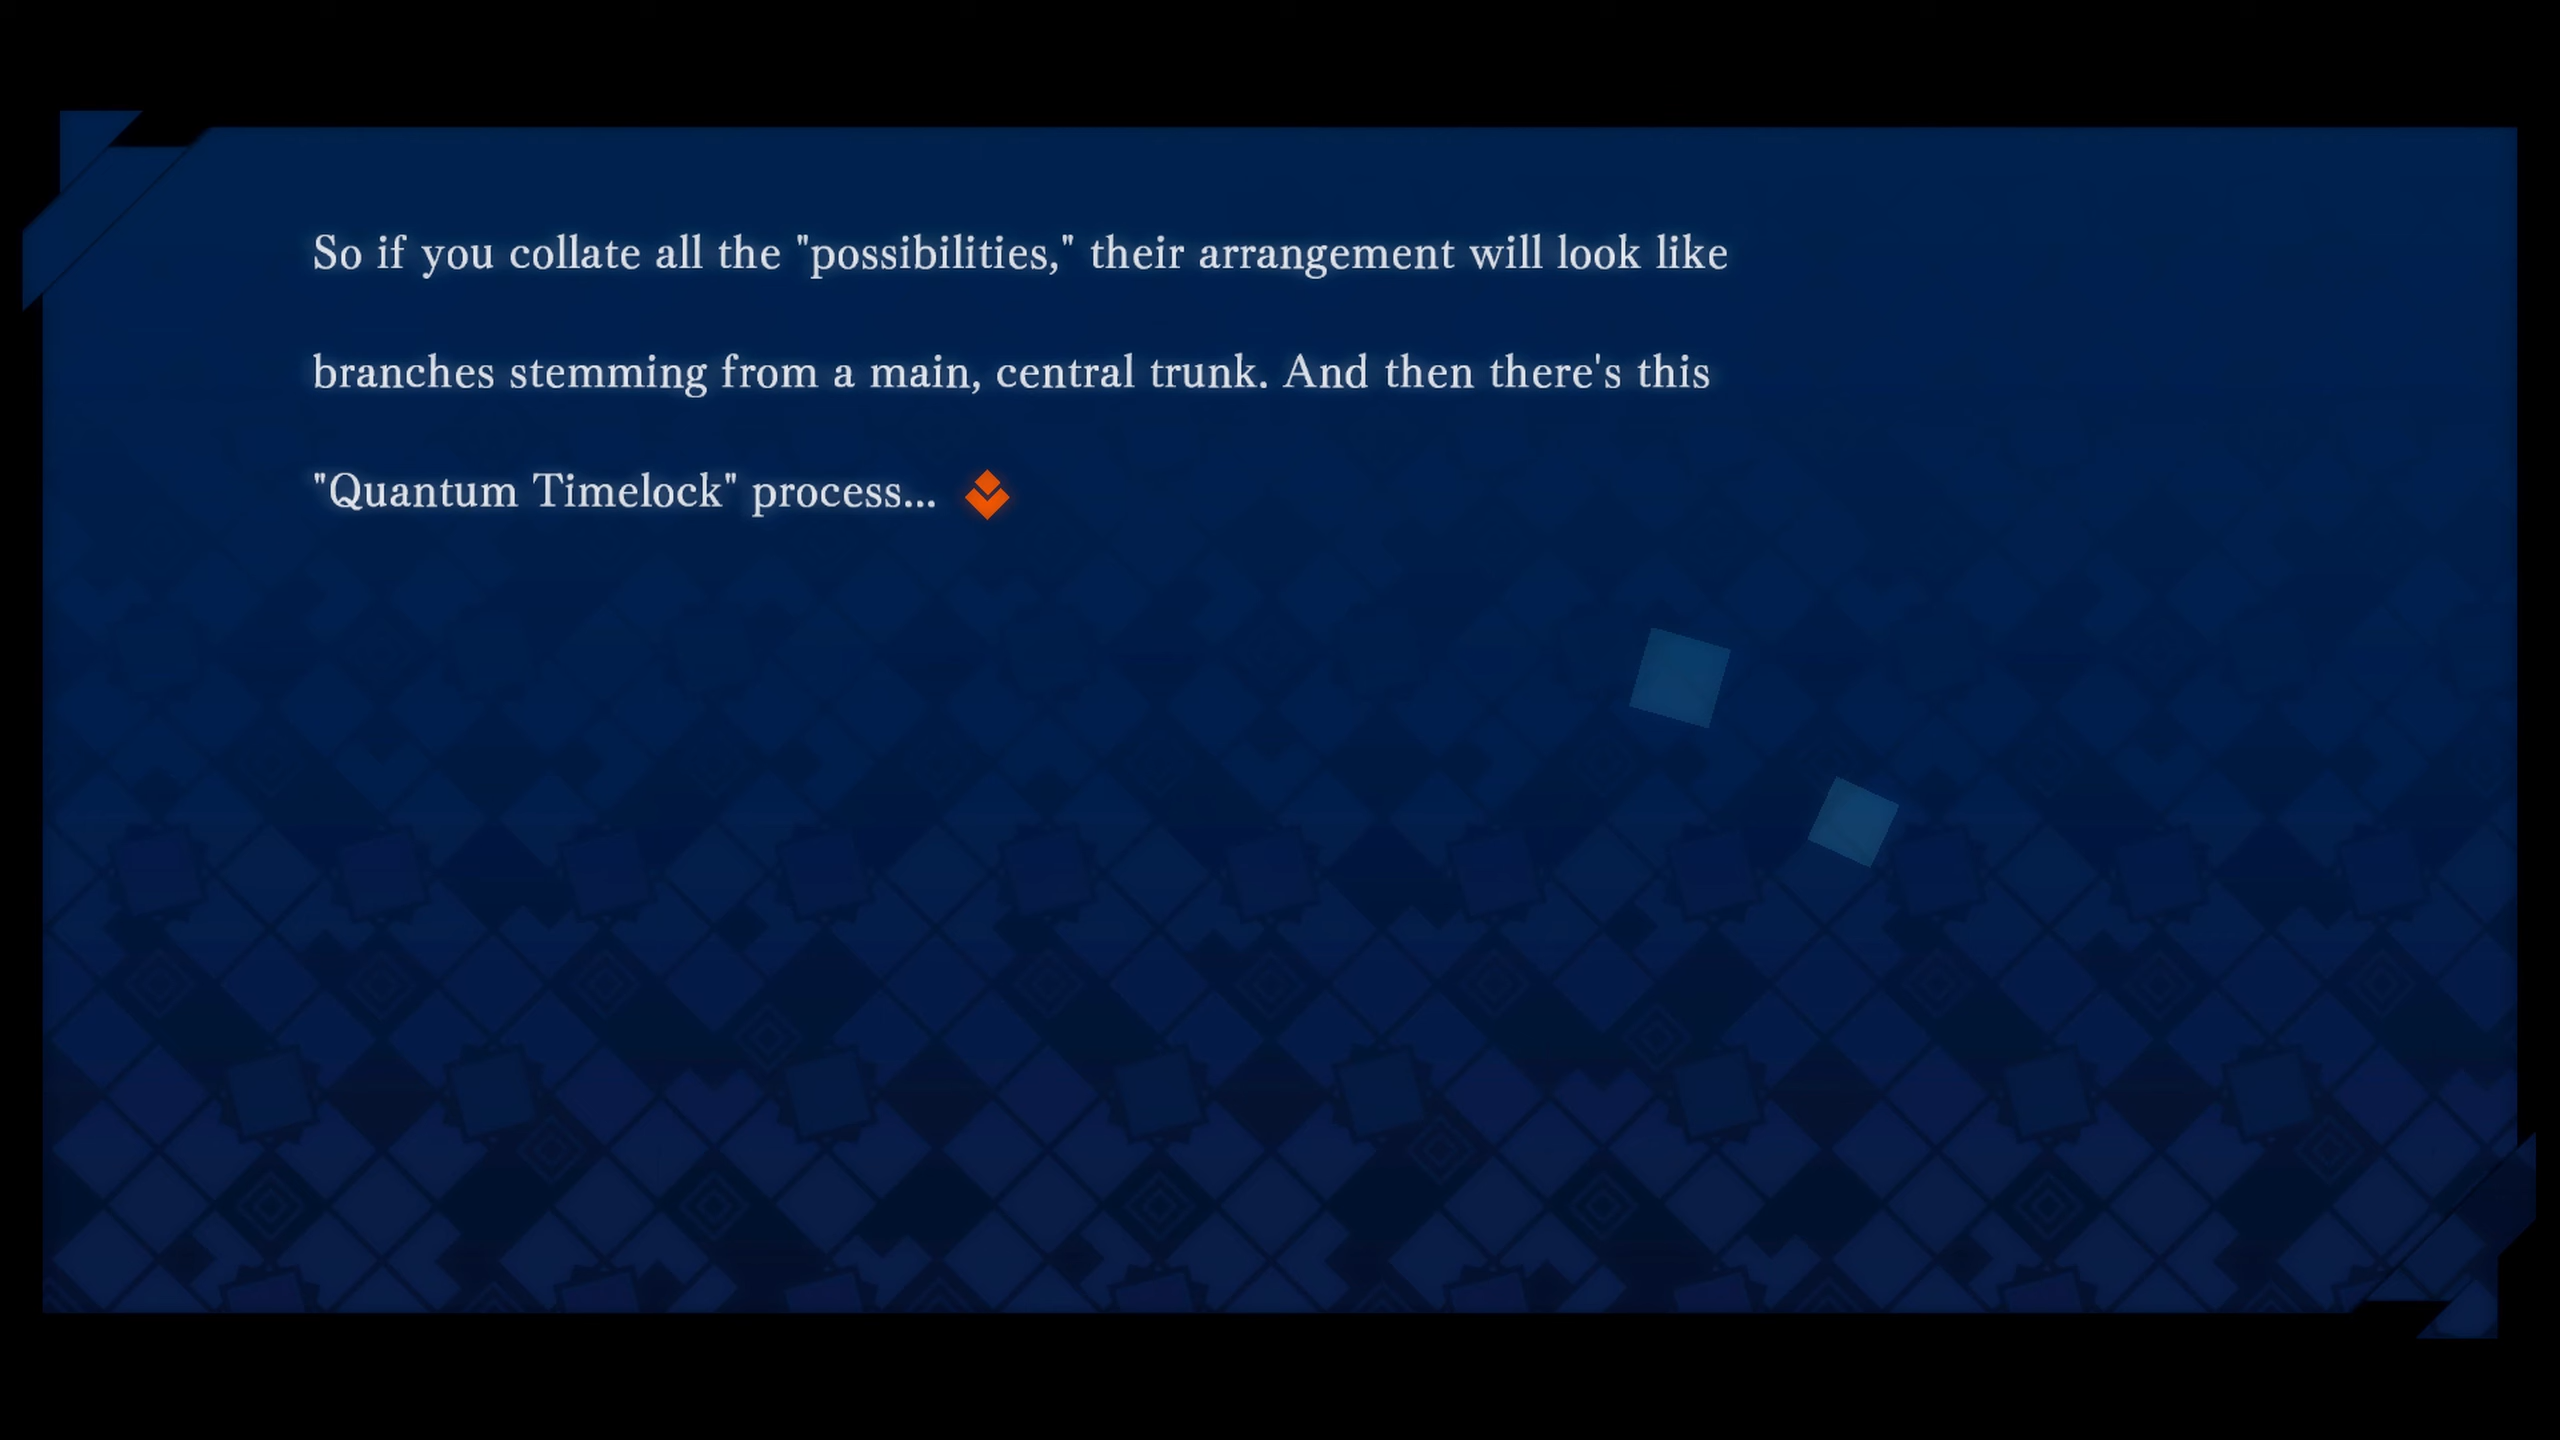 So if you collate all the "possibilities," their arrangement will look like
branches stemming from a main, central trunk. And then there's this
"Quantum Timelock" process...